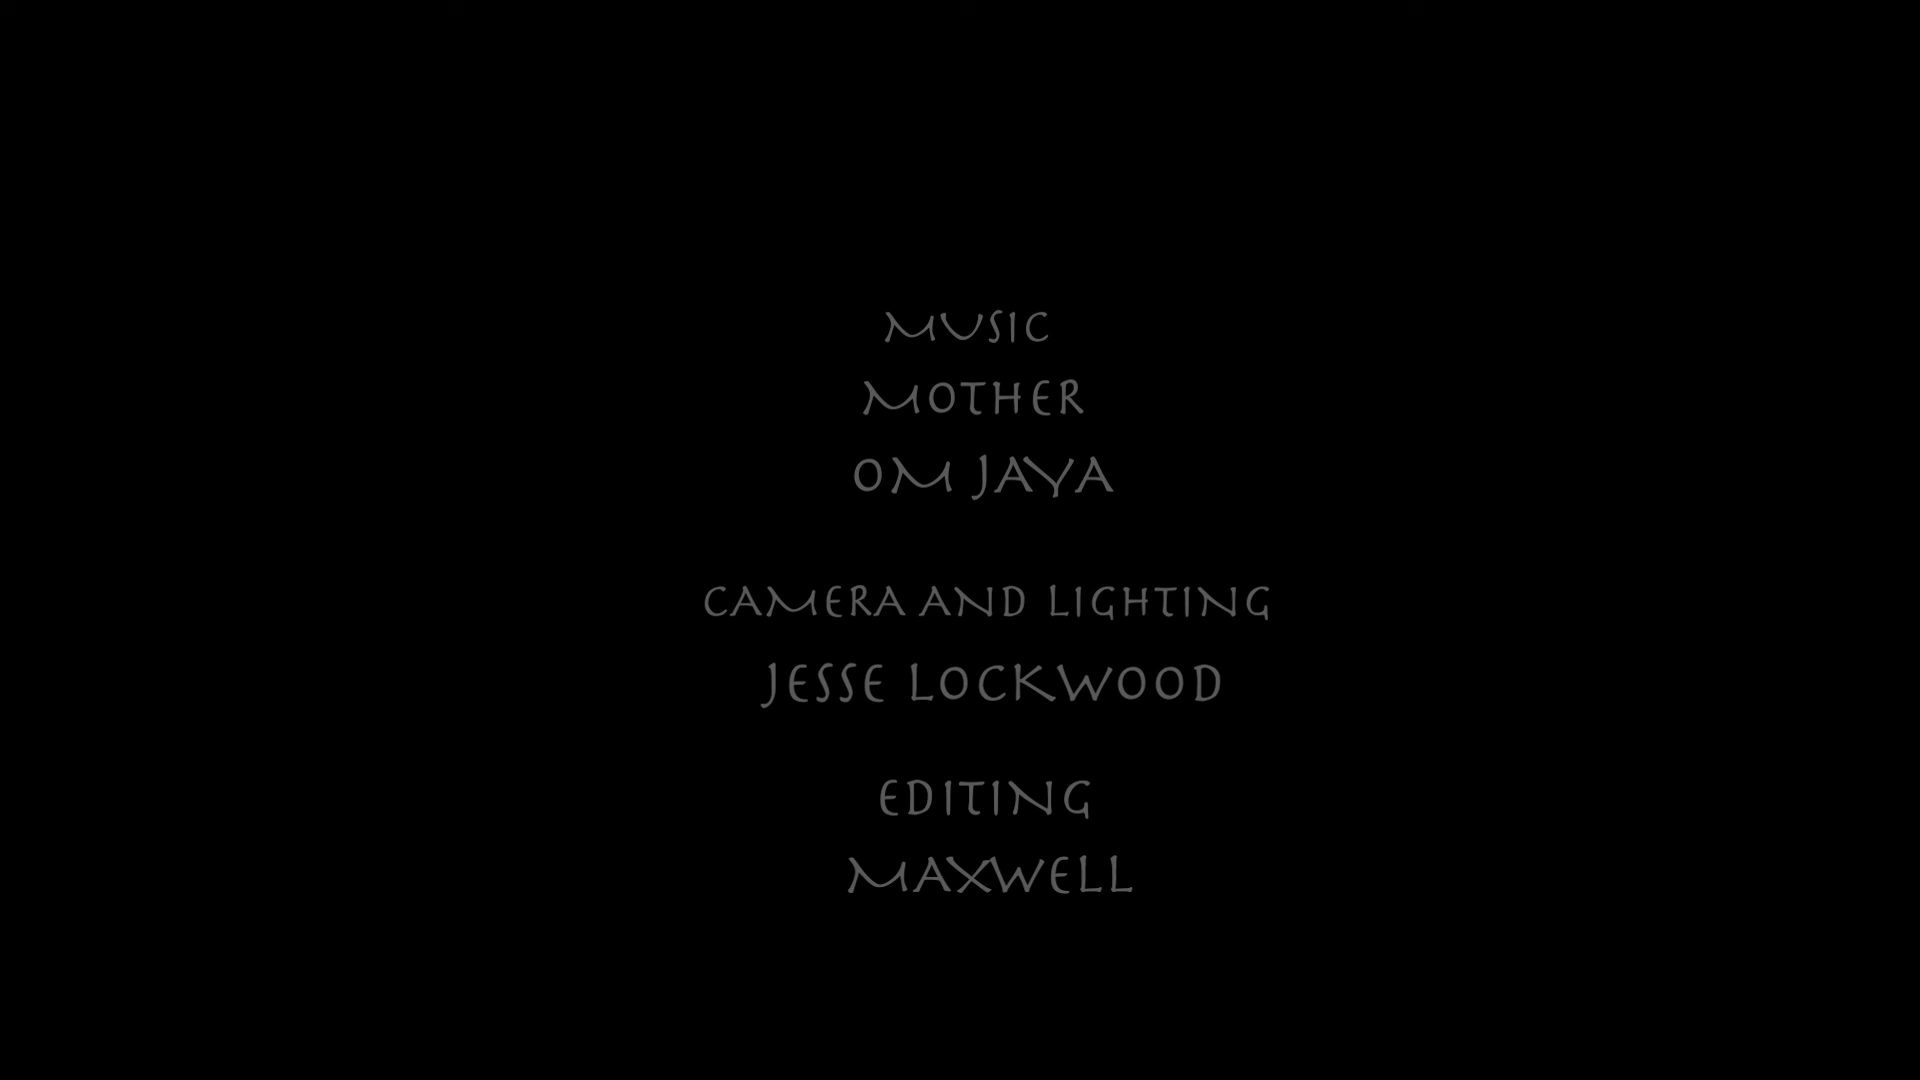 MUSIC
MOTHER
OM JAYA
CAMERA AND LIGHTING
JESSE LOCKWOOD
EDITING
MAXWELL